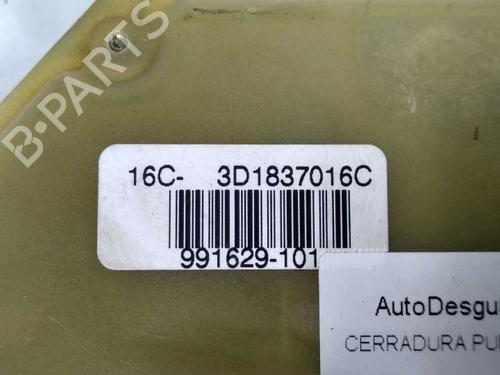 B-PARTS
16C- 3D1837016C
991629-101
AutoDesgu
CERRADURA PU